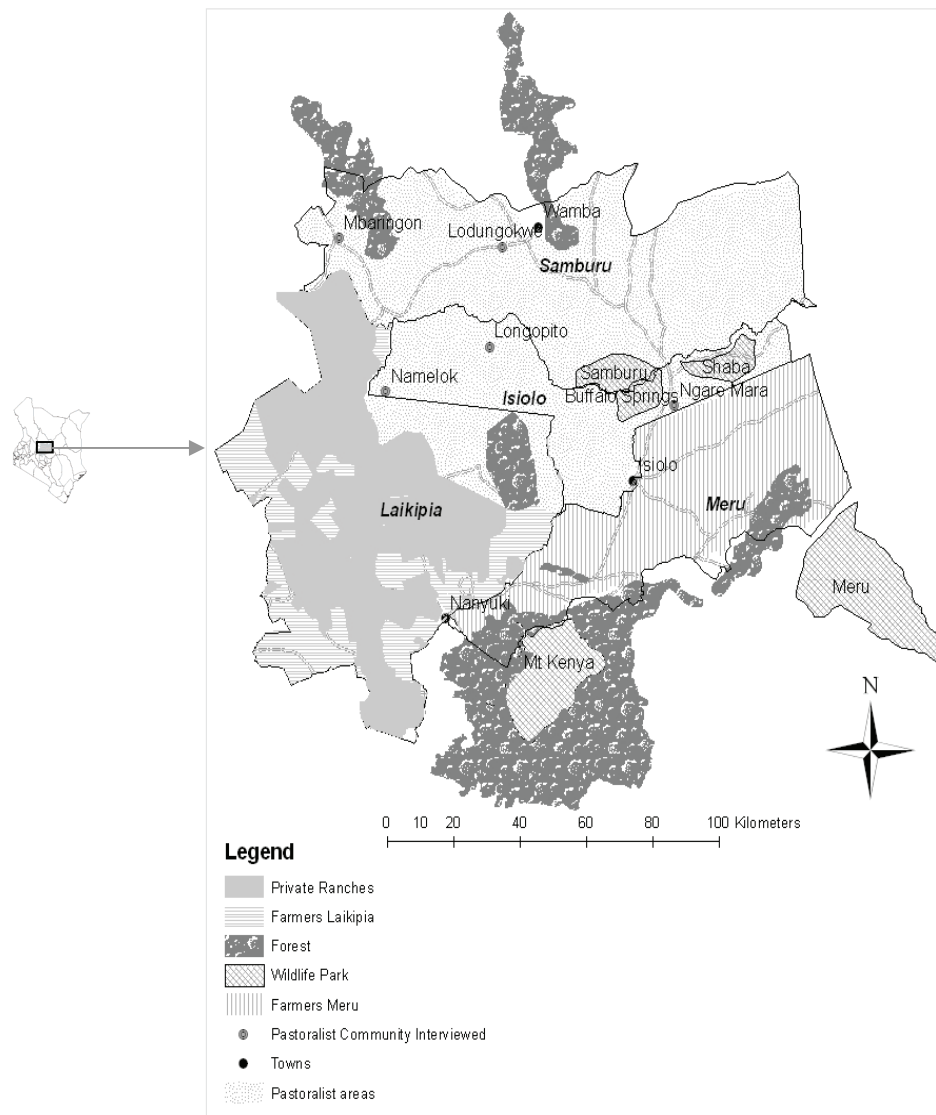 Mbaringon
Lodungokwe
Wamba
Samburu
Longopito
Namelok
Isiolo
Samburu
Shaba
Buffalo Springs
Ngare Mara
Isiolo
Laikipia
Meru
Meru
Nanyuki
Mt Kenya
N
0 10 20 40 60 80 100 Kilometers
Legend
Private Ranches
Farmers Laikipia
Forest
Wildlife Park
Farmers Meru
Pastoralist Community Interviewed
Towns
Pastoralist areas